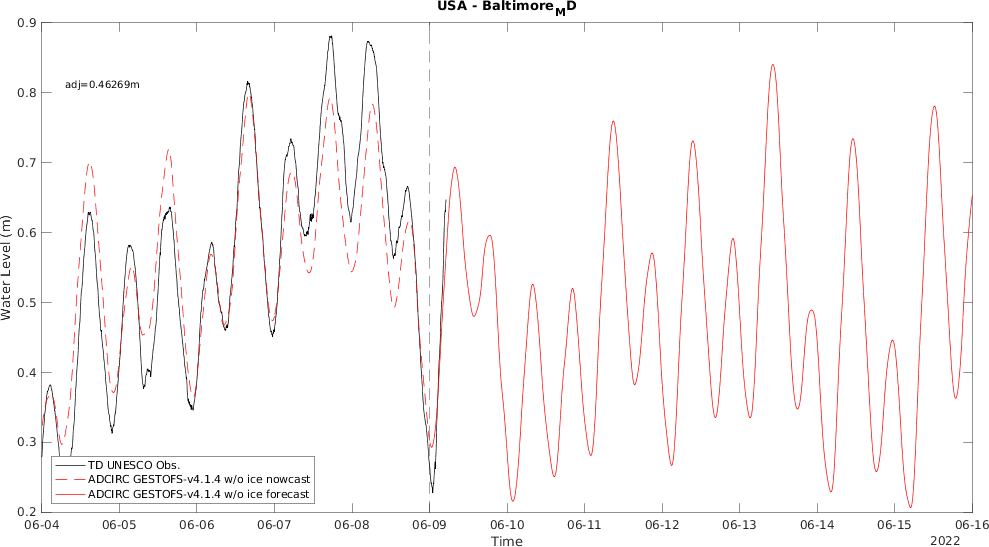 USA - Baltimore_MD
adj=0.46269m
0.9
0.8
0.7
0.6
0.5
0.4
0.3
0.2
Water Level (m)
TD UNESCO Obs.
ADCIRC GESTOFS-v4.1.4 w/o ice nowcast
ADCIRC GESTOFS-v4.1.4 w/o ice forecast
06-04 06-05 06-06 06-07 06-08 06-09 06-10 06-11 06-12 06-13 06-14 06-15 06-16
Time
2022